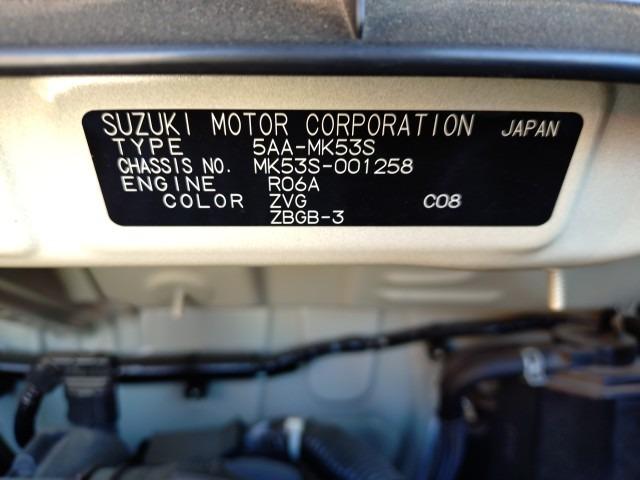 SUZUKI MOTOR CORPORATION JAPAN
TYPE 5AA-MK53S
CHASSIS NO. MK53S-001258
ENGINE R06A
COLOR ZVG C08
ZBGB-3